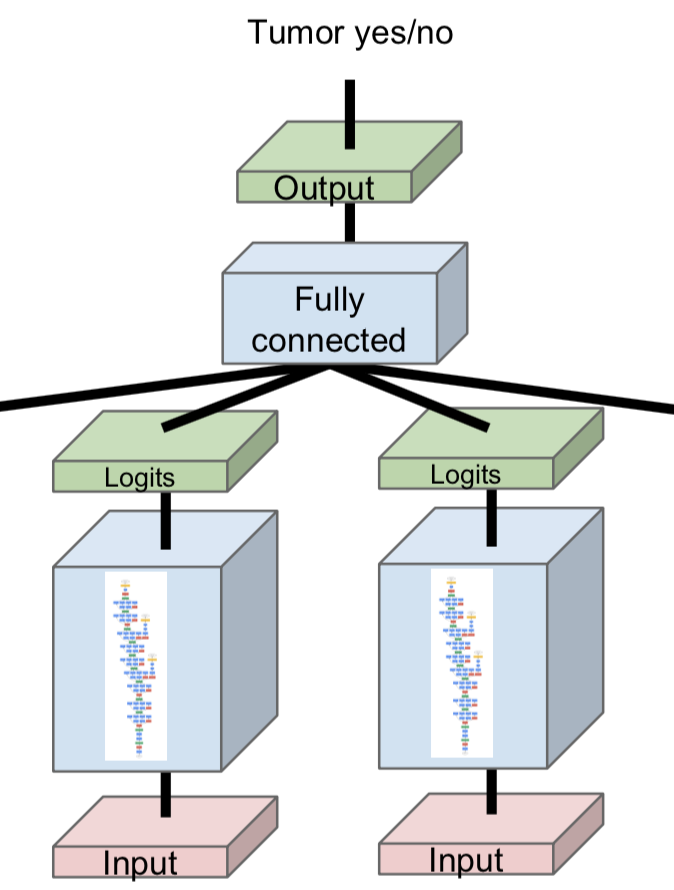 Tumor yes/no
Output
Fully
connected
Logits
Logits
Input
Input